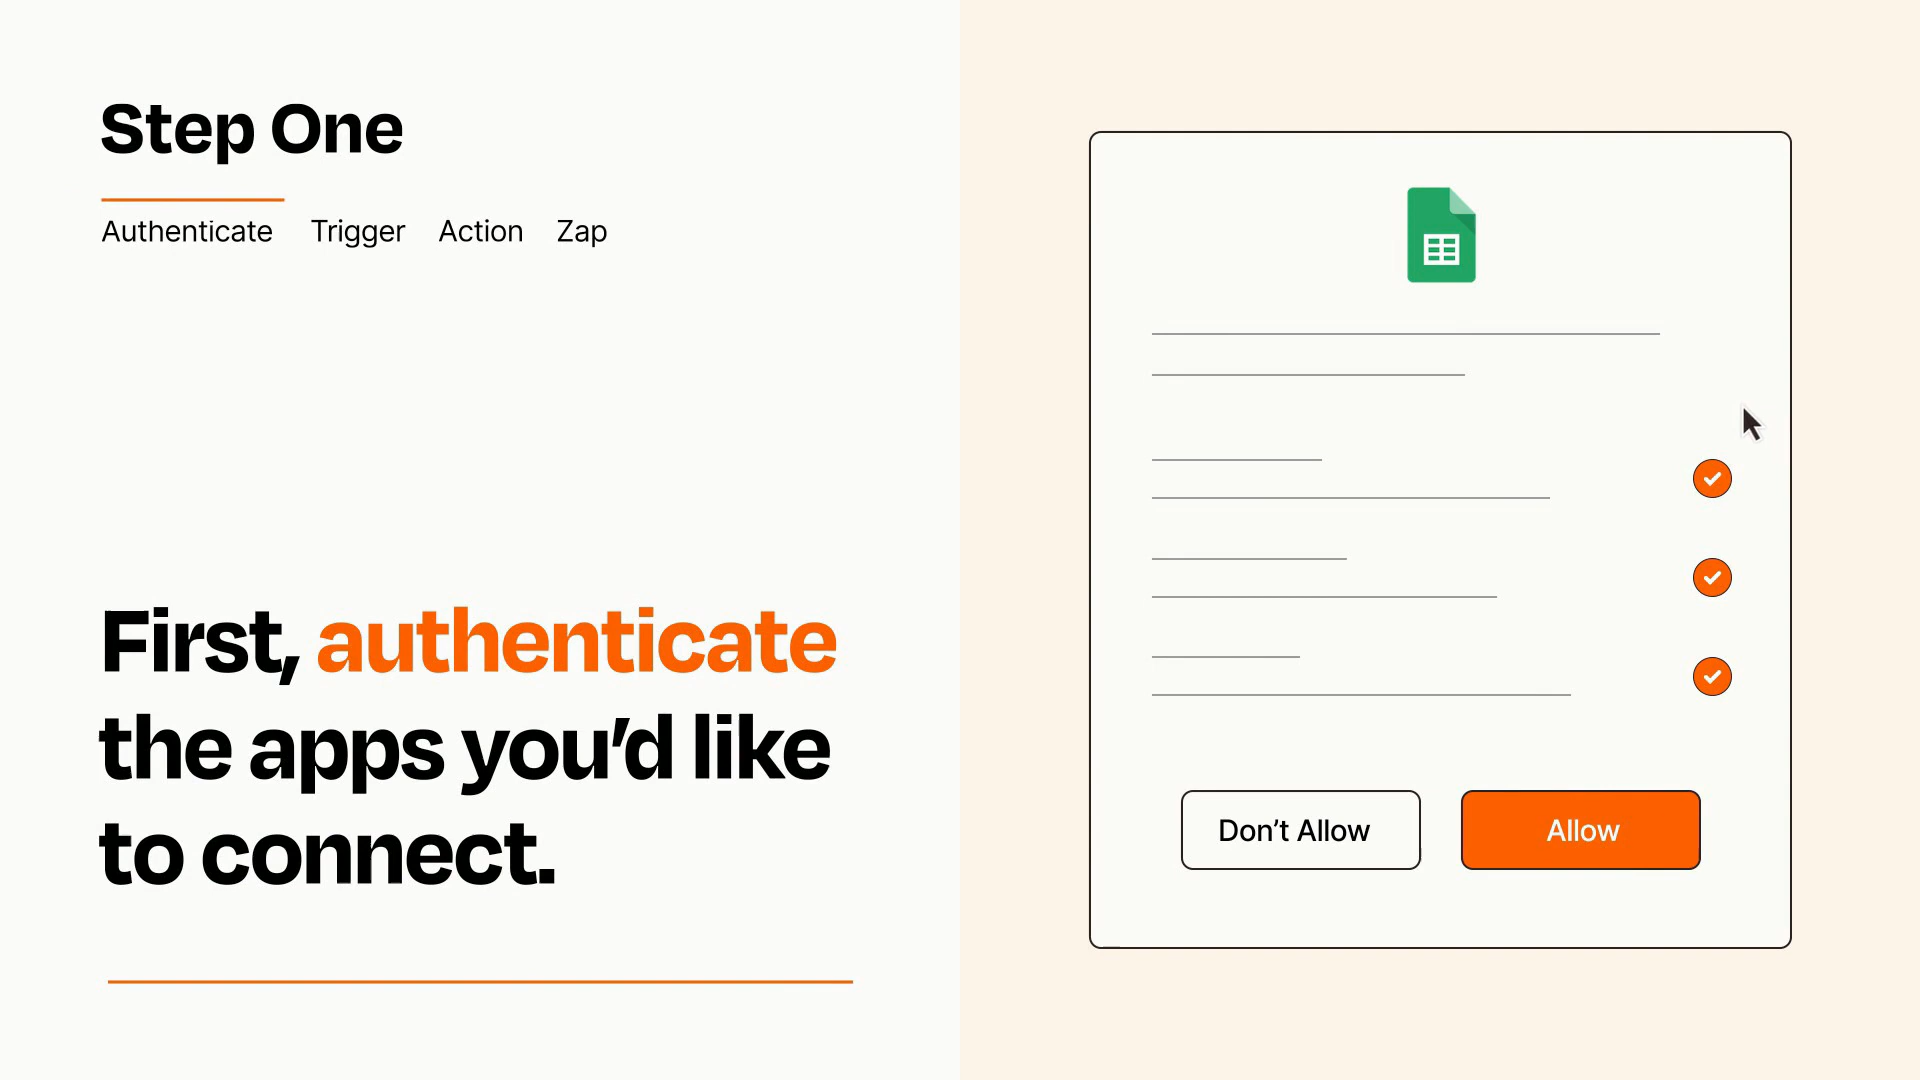 Step One
Authenticate Trigger Action Zap
First, authenticate
the apps you’d like
to connect.
Don’t Allow Allow